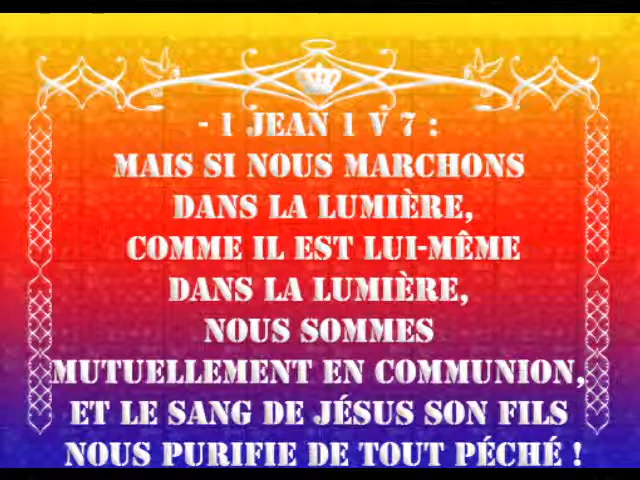 - 1 JEAN 1 V 7 :
MAIS SI NOUS MARCHONS
DANS LA LUMIÈRE,
COMME IL EST LUI-MÊME
DANS LA LUMIÈRE,
NOUS SOMMES
MUTUELLEMENT EN COMMUNION,
ET LE SANG DE JÉSUS SON FILS
NOUS PURIFIE DE TOUT PÉCHÉ !